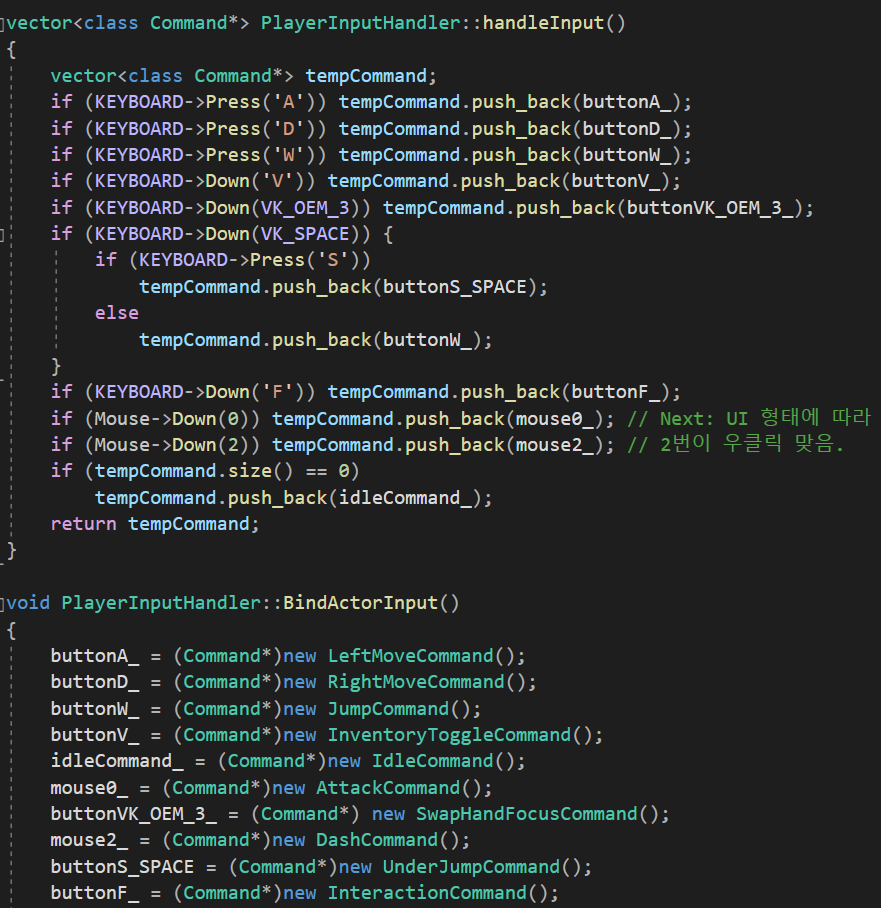 vector<class Command*> PlayerInputHandler::handleInput()
{
    vector<class Command*> tempCommand;
    if (KEYBOARD->Press('A')) tempCommand.push_back(buttonA_);
    if (KEYBOARD->Press('D')) tempCommand.push_back(buttonD_);
    if (KEYBOARD->Press('W')) tempCommand.push_back(buttonW_);
    if (KEYBOARD->Down('V')) tempCommand.push_back(buttonV_);
    if (KEYBOARD->Down(VK_OEM_3)) tempCommand.push_back(buttonVK_OEM_3_);
    if (KEYBOARD->Down(VK_SPACE)) {
        if (KEYBOARD->Press('S'))
            tempCommand.push_back(buttonS_SPACE);
        else
            tempCommand.push_back(buttonW_);
    }
    if (KEYBOARD->Down('F')) tempCommand.push_back(buttonF_);
    if (Mouse->Down(0)) tempCommand.push_back(mouse0_); // Next: UI 형태에 따라
    if (Mouse->Down(2)) tempCommand.push_back(mouse2_); // 2번이 우클릭 맞음.
    if (tempCommand.size() == 0)
        tempCommand.push_back(idleCommand_);
    return tempCommand;
}
void PlayerInputHandler::BindActorInput()
{
    buttonA_ = (Command*)new LeftMoveCommand();
    buttonD_ = (Command*)new RightMoveCommand();
    buttonW_ = (Command*)new JumpCommand();
    buttonV_ = (Command*)new InventoryToggleCommand();
    idleCommand_ = (Command*)new IdleCommand();
    mouse0_ = (Command*)new AttackCommand();
    buttonVK_OEM_3_ = (Command*) new SwapHandFocusCommand();
    mouse2_ = (Command*)new DashCommand();
    buttonS_SPACE = (Command*)new UnderJumpCommand();
    buttonF_ = (Command*)new InteractionCommand();